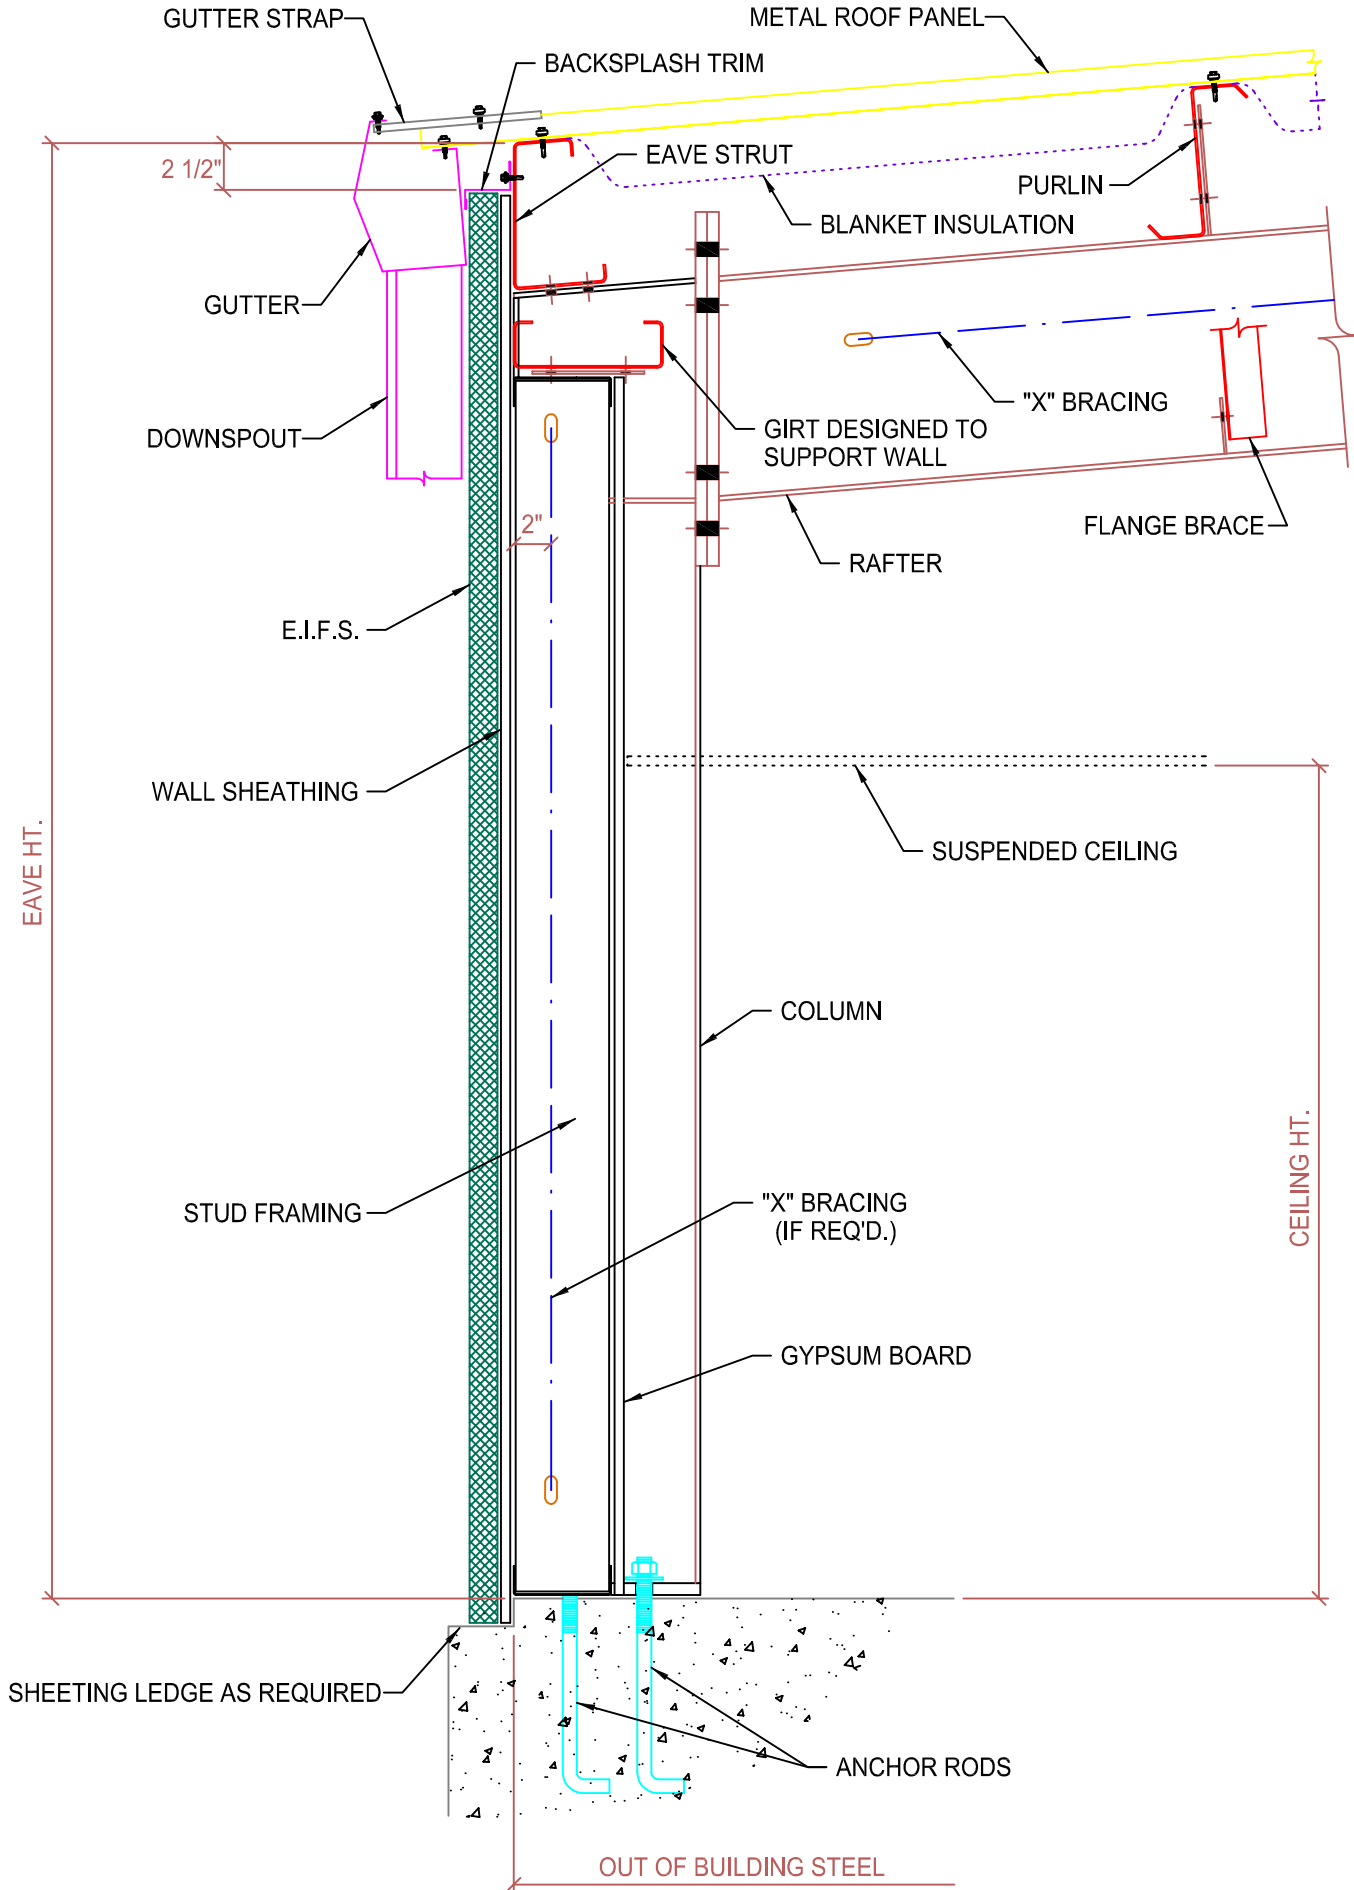 GUTTER STRAP
METAL ROOF PANEL
BACKSPLASH TRIM
2 1/2"
EAVE STRUT
PURLIN
BLANKET INSULATION
GUTTER
"X" BRACING
DOWNSPOUT
GIRT DESIGNED TO
SUPPORT WALL
2"
FLANGE BRACE
RAFTER
E.I.F.S.
WALL SHEATHING
SUSPENDED CEILING
EAVE HT.
COLUMN
CEILING HT.
STUD FRAMING
"X" BRACING
(IF REQ'D.)
GYPSUM BOARD
SHEETING LEDGE AS REQUIRED
ANCHOR RODS
OUT OF BUILDING STEEL